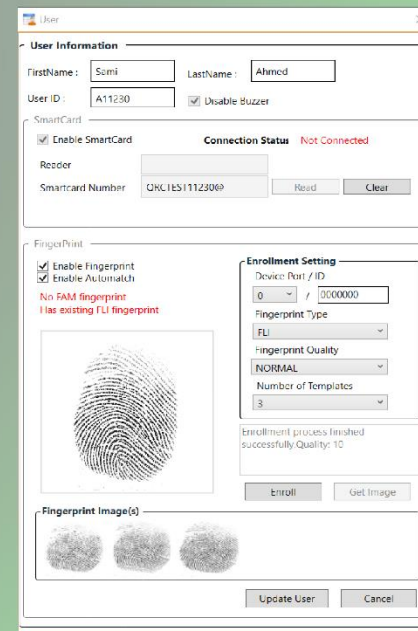 User
User Information
FirstName : Sami LastName : Ahmed
User ID : A11230 Disable Buzzer
SmartCard
Enable SmartCard Connection Status Not Connected
Reader
Smartcard Number QRCTEST11230@ Read Clear
FingerPrint
Enable Fingerprint
Enable Automatch
No FAM fingerprint
Has existing FLI fingerprint
Enrollment Setting
Device Port / ID
0 / 0000000
Fingerprint Type
FLI
Fingerprint Quality
NORMAL
Number of Templates
3
Enrollment process finished
successfully.Quality: 10
Enroll Get Image
Fingerprint Image(s)
Update User Cancel